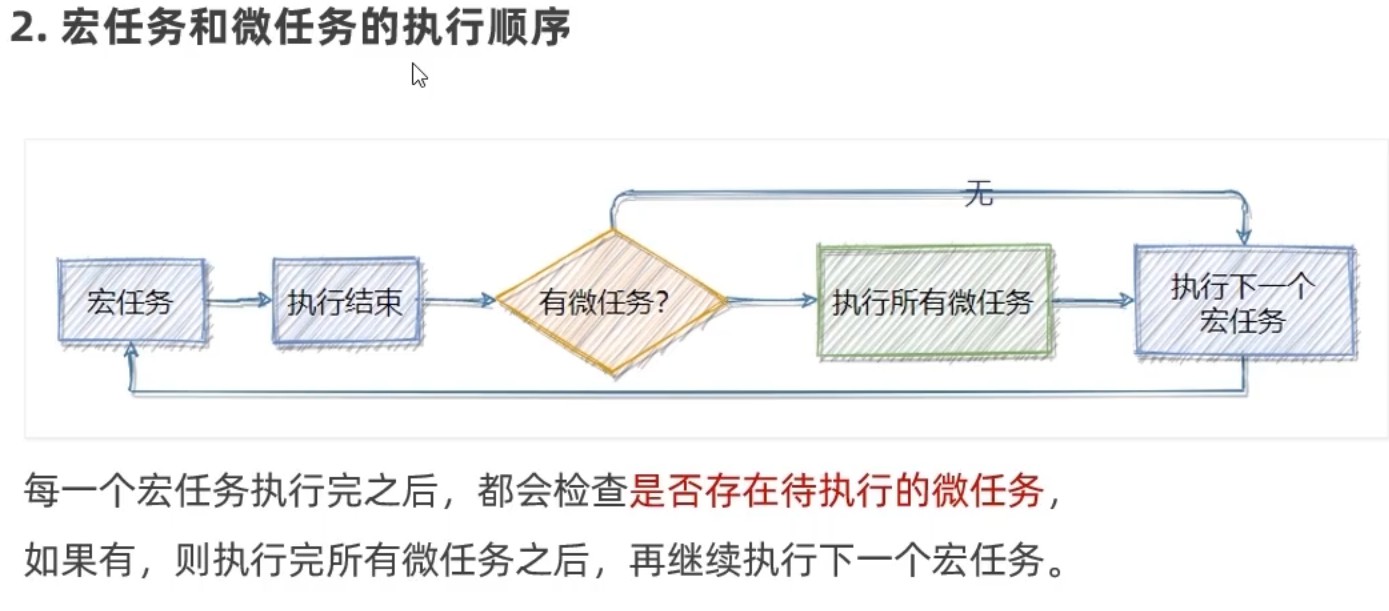 2. 宏任务和微任务的执行顺序
无
宏任务
执行结束
有微任务？
执行所有微任务
执行下一个
宏任务
每一个宏任务执行完之后，都会检查是否存在待执行的微任务，
如果有，则执行完所有微任务之后，再继续执行下一个宏任务。